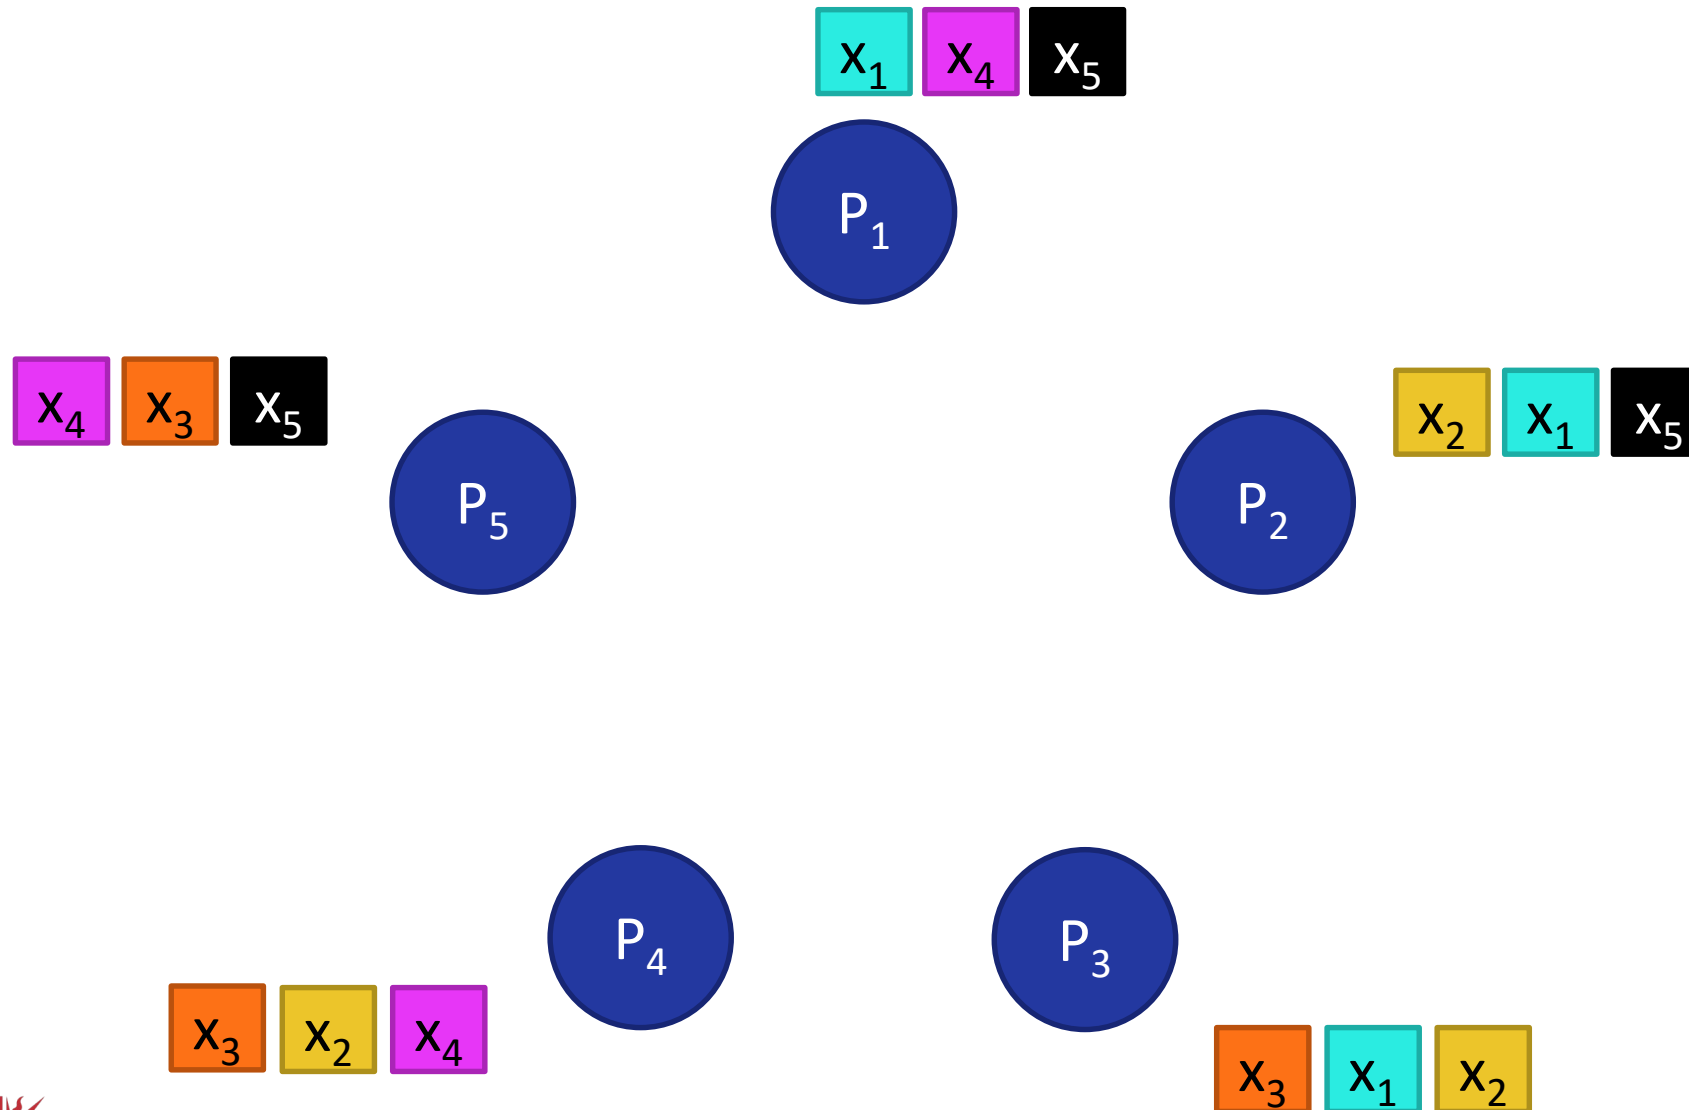 x₁ x₄ x₅
P₁
x₄ x₃ x₅
x₂ x₁ x₅
P₅
P₂
P₄
P₃
x₃ x₂ x₄
x₃ x₁ x₂